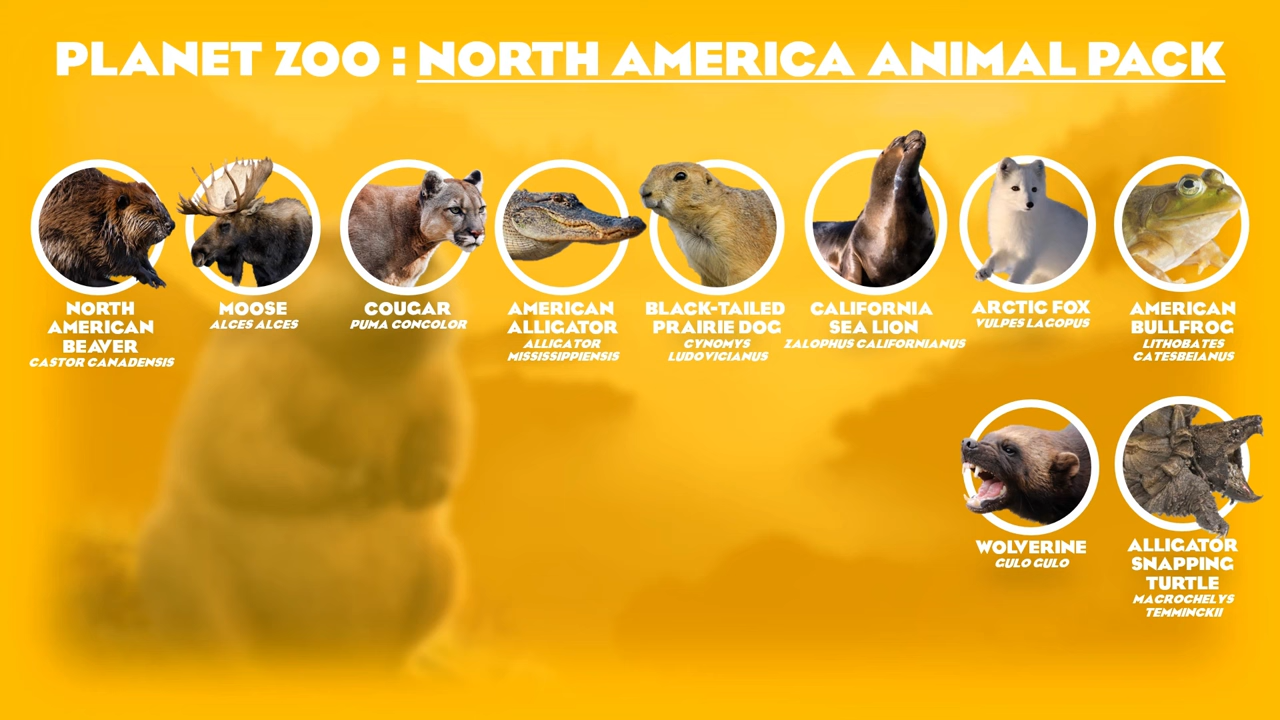 PLANET ZOO : NORTH AMERICA ANIMAL PACK
NORTH
AMERICAN
BEAVER
CASTOR CANADENSIS
MOOSE
ALCES ALCES
COUGAR
PUMA CONCOLOR
AMERICAN
ALLIGATOR
ALLIGATOR
MISSISSIPPIENSIS
BLACK-TAILED
PRAIRIE DOG
CYNOMYS
LUDOVICIANUS
CALIFORNIA
SEA LION
ZALOPHUS CALIFORNIANUS
ARCTIC FOX
VULPES LAGOPUS
AMERICAN
BULLFROG
LITHOBATES
CATESBEIANUS
WOLVERINE
GULO GULO
ALLIGATOR
SNAPPING
TURTLE
MACROCHELYS
TEMMINCKII